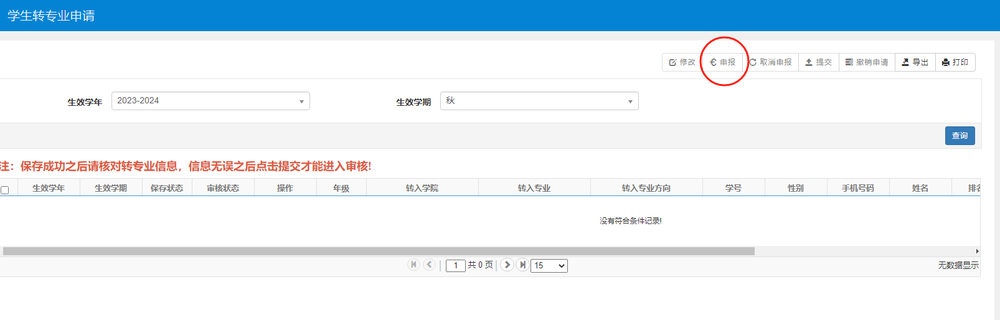 学生转专业申请
修改 申报 取消申报 提交 撤销申请 导出 打印
生效学年 2023-2024 生效学期 秋
查询
注：保存成功之后请核对转专业信息，信息无误之后点击提交才能进入审核!
生效学年 生效学期 保存状态 审核状态 操作 年级 转入学院 转入专业 转入专业方向 学号 性别 手机号码 姓名 排名
没有符合条件记录!
1 共 0 页 15 无数据显示